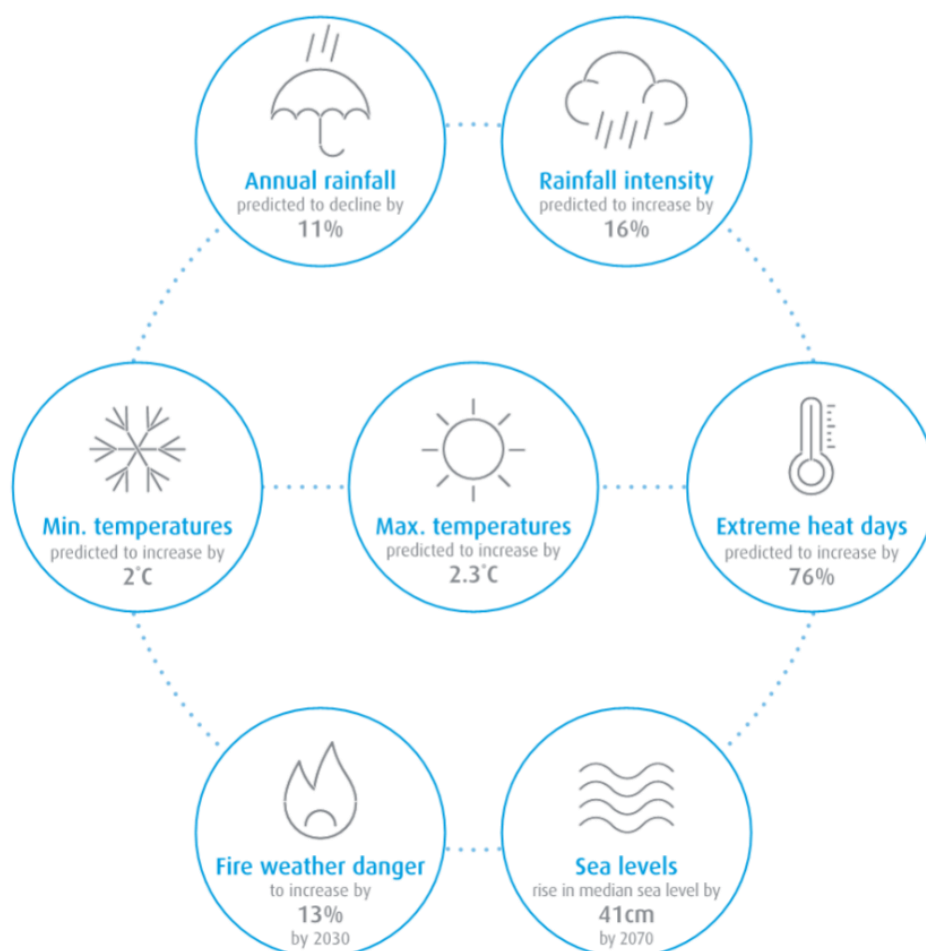 Annual rainfall
predicted to decline by
11%
Rainfall intensity
predicted to increase by
16%
Min. temperatures
predicted to increase by
2°C
Max. temperatures
predicted to increase by
2.3°C
Extreme heat days
predicted to increase by
76%
Fire weather danger
to increase by
13%
by 2030
Sea levels
rise in median sea level by
41cm
by 2070